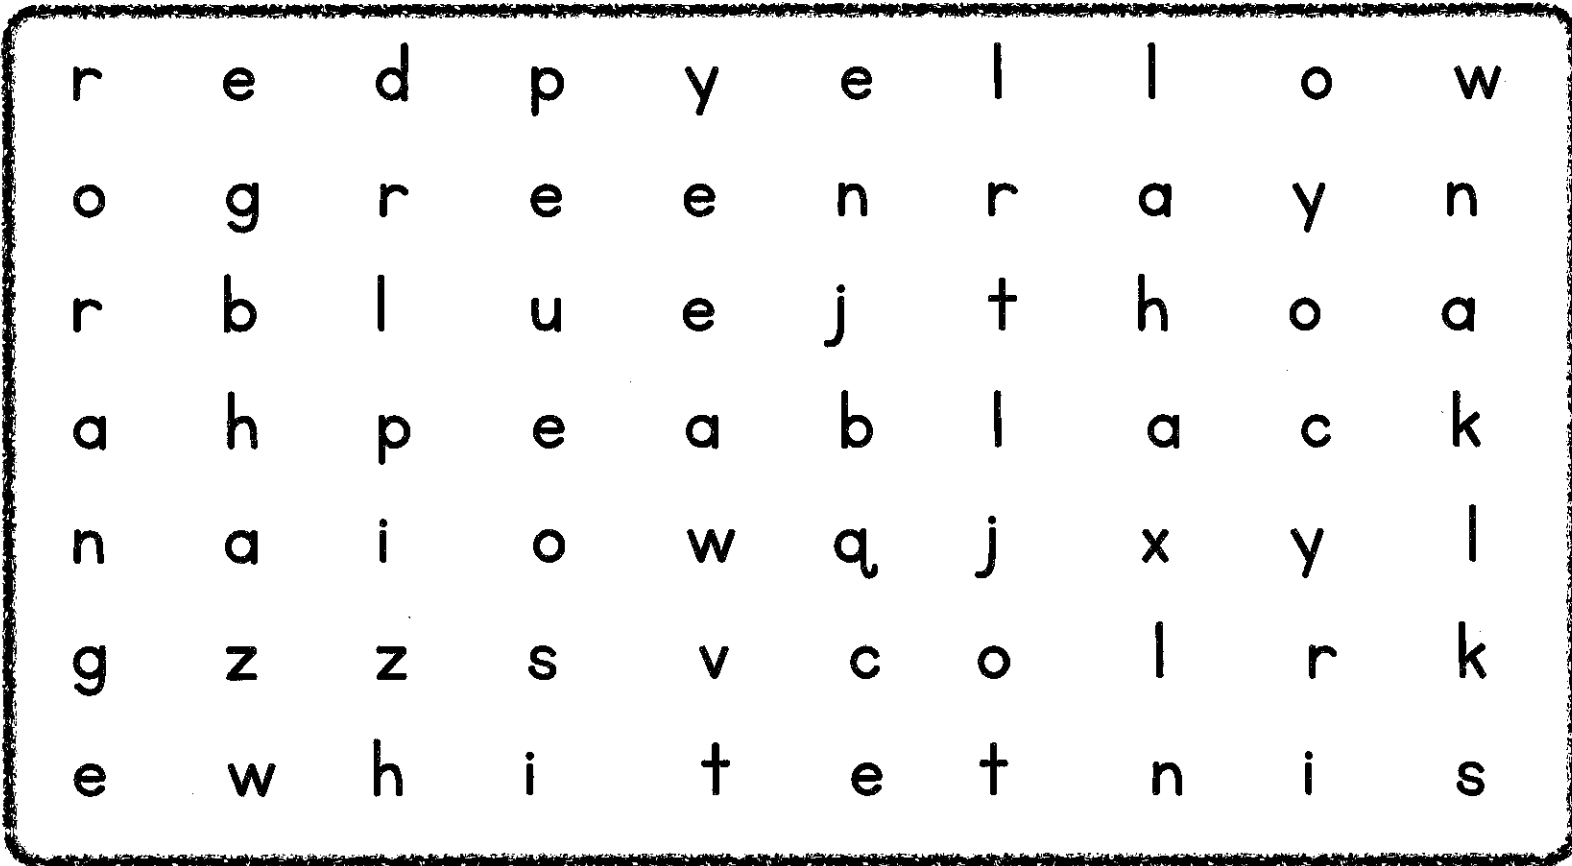 r e d p y e l l o w
o g r e e n r a y n
r b l u e j t h o a
a h p e a b l a c k
n a i o w q j x y l
g z z s v c o l r k
e w h i t e t n i s